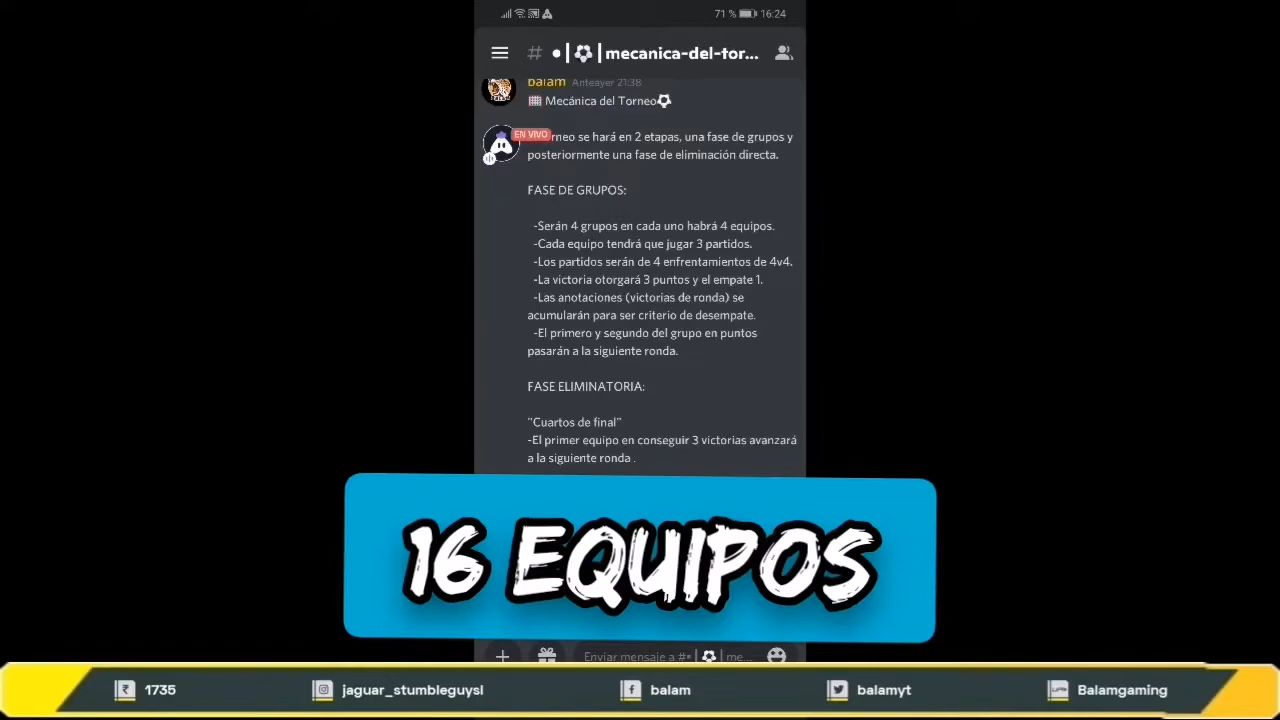 71 % 16:24
# • | ⚽ | mecanica-del-tor...
balam Anteayer 21:38
🥅 Mecánica del Torneo⚽
EN VIVO
rneo se hará en 2 etapas, una fase de grupos y
posteriormente una fase de eliminación directa.
FASE DE GRUPOS:
-Serán 4 grupos en cada uno habrá 4 equipos.
-Cada equipo tendrá que jugar 3 partidos.
-Los partidos serán de 4 enfrentamientos de 4v4.
-La victoria otorgará 3 puntos y el empate 1.
-Las anotaciones (victorias de ronda) se
acumularán para ser criterio de desempate.
-El primero y segundo del grupo en puntos
pasarán a la siguiente ronda.
FASE ELIMINATORIA:
"Cuartos de final"
-El primer equipo en conseguir 3 victorias avanzará
a la siguiente ronda .
16 EQUIPOS
Enviar mensaje a #• | ⚽ | me...
1735 jaguar_stumbleguysl balam balamyt Balamgaming